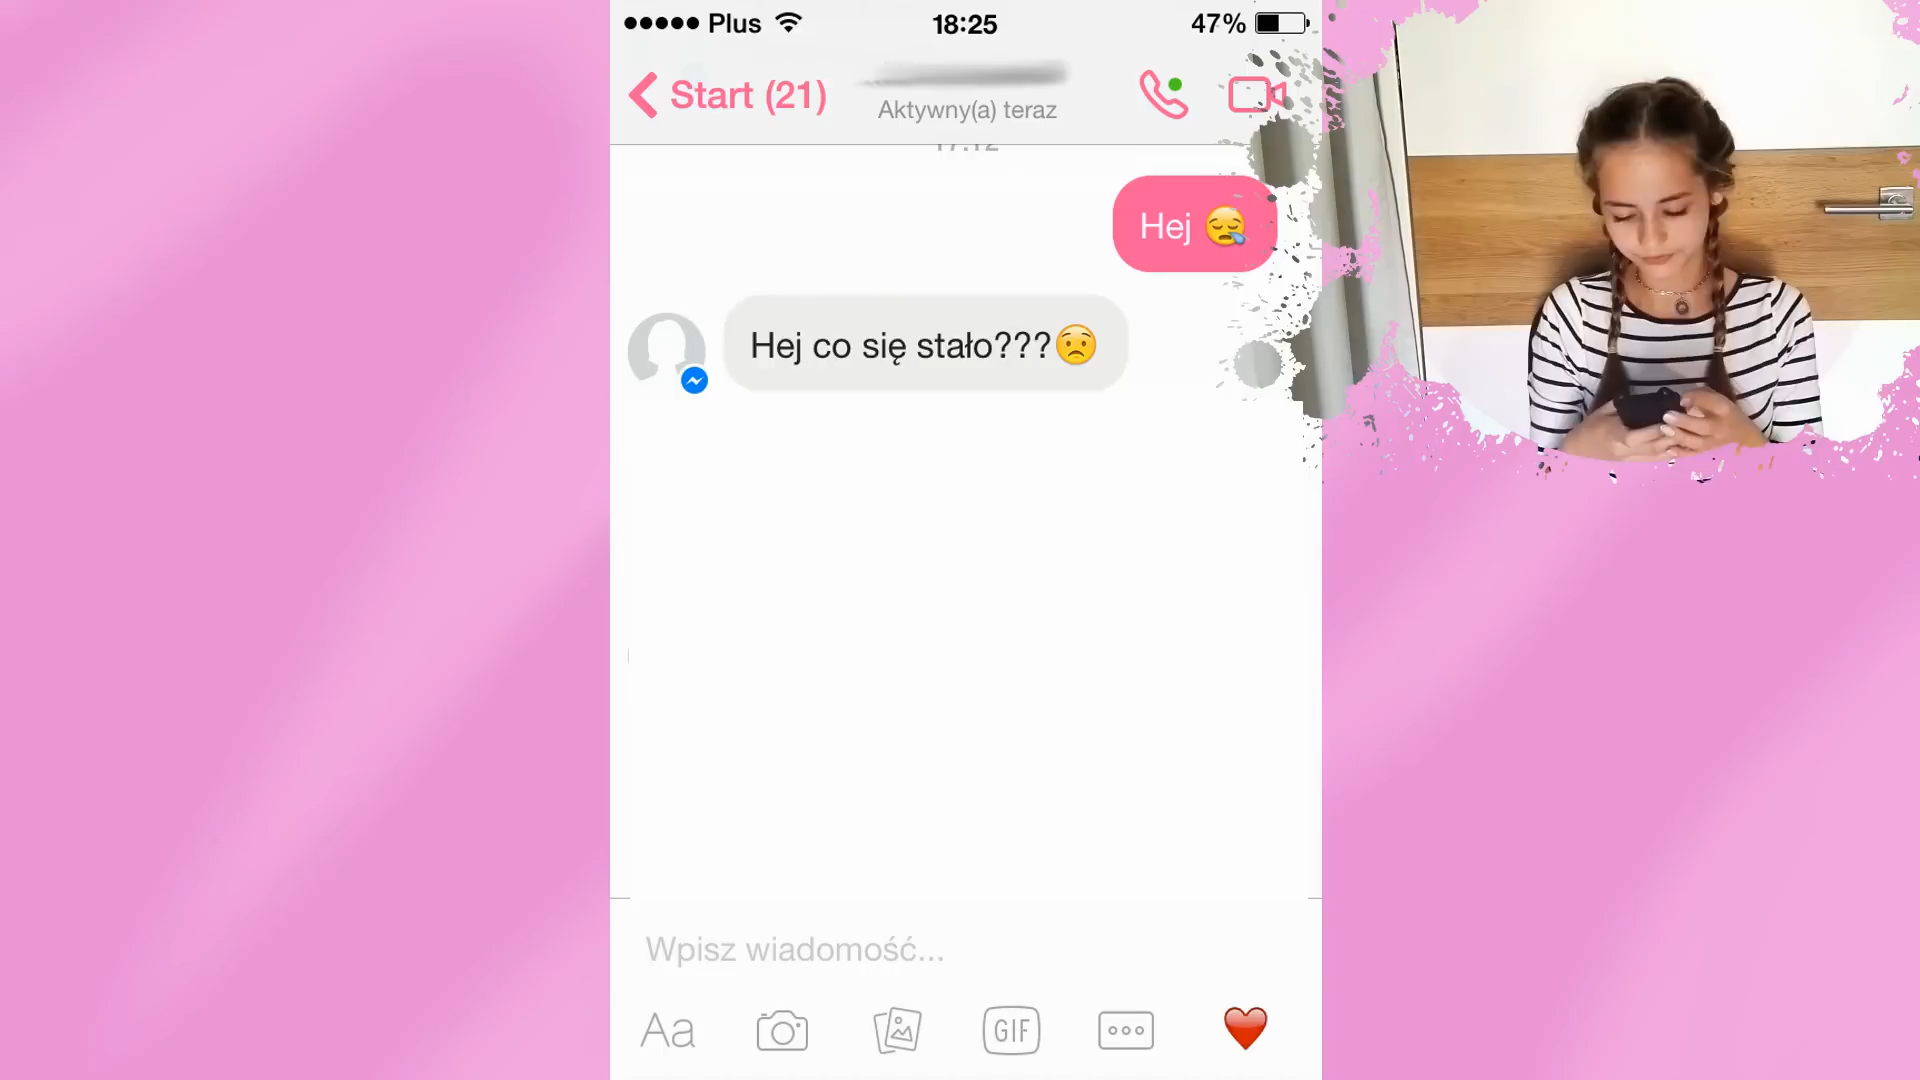 Plus 18:25 47%
Start (21)
Aktywny(a) teraz
Hej 😪
Hej co się stało???😟
Wpisz wiadomość...
Aa GIF